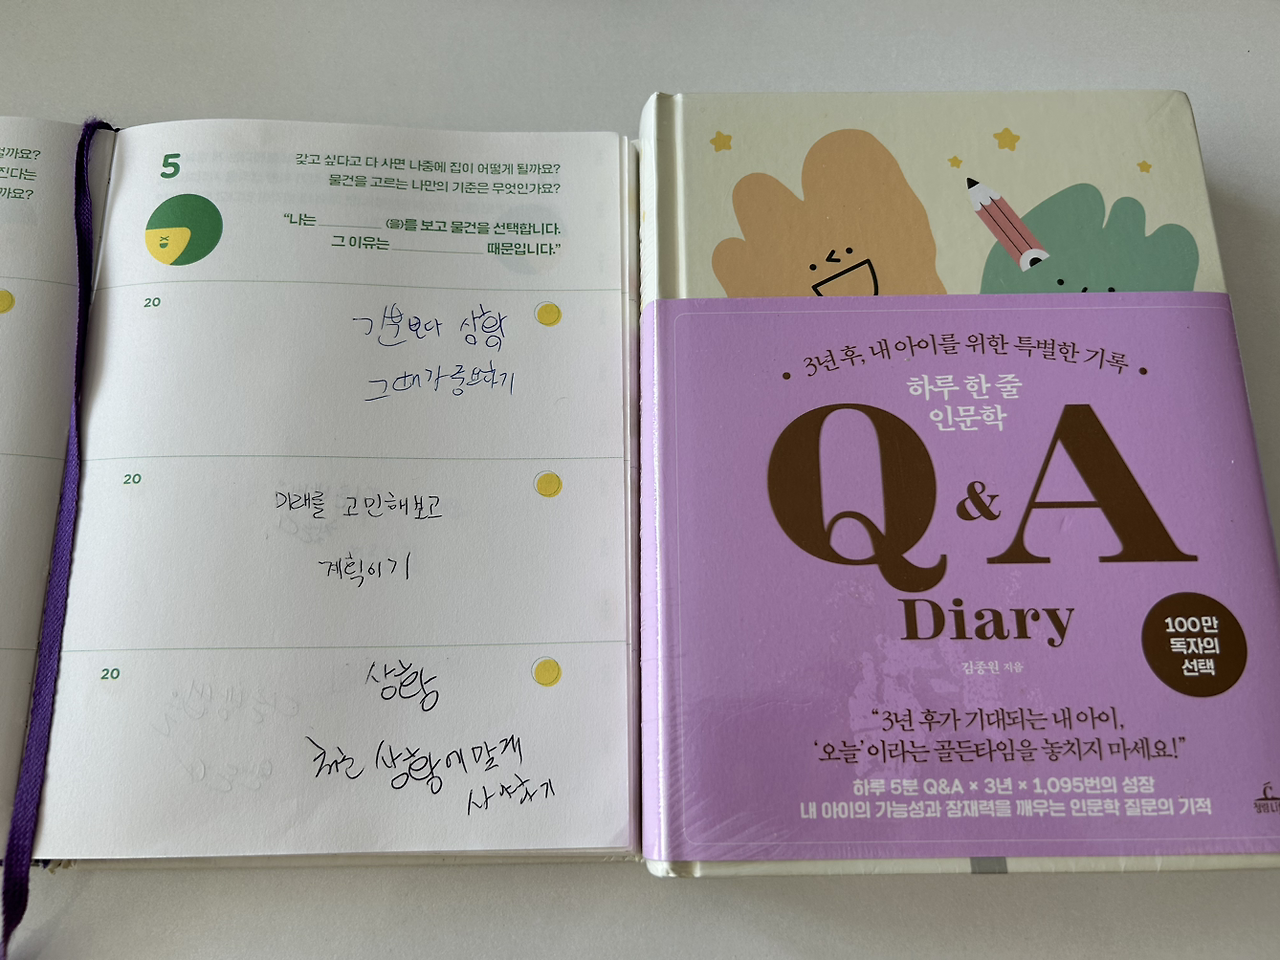 까요?
진다는
까요?
5
갖고 싶다고 다 사면 나중에 집이 어떻게 될까요?
물건을 고르는 나만의 기준은 무엇인가요?
“나는 (을)를 보고 물건을 선택합니다.
그 이유는 때문입니다.”
20
기분보다 상황
그때가 중요하기
20
미래를 고민해보고
계획이기
20
상황
상황에 맞게
3년 후, 내 아이를 위한 특별한 기록
하루 한 줄
인문학
Q & A
Diary
김종원 지음
100만
독자의
선택
“3년 후가 기대되는 내 아이,
‘오늘’이라는 골든타임을 놓치지 마세요!”
하루 5분 Q&A × 3년 × 1,095번의 성장
내 아이의 가능성과 잠재력을 깨우는 인문학 질문의 기적